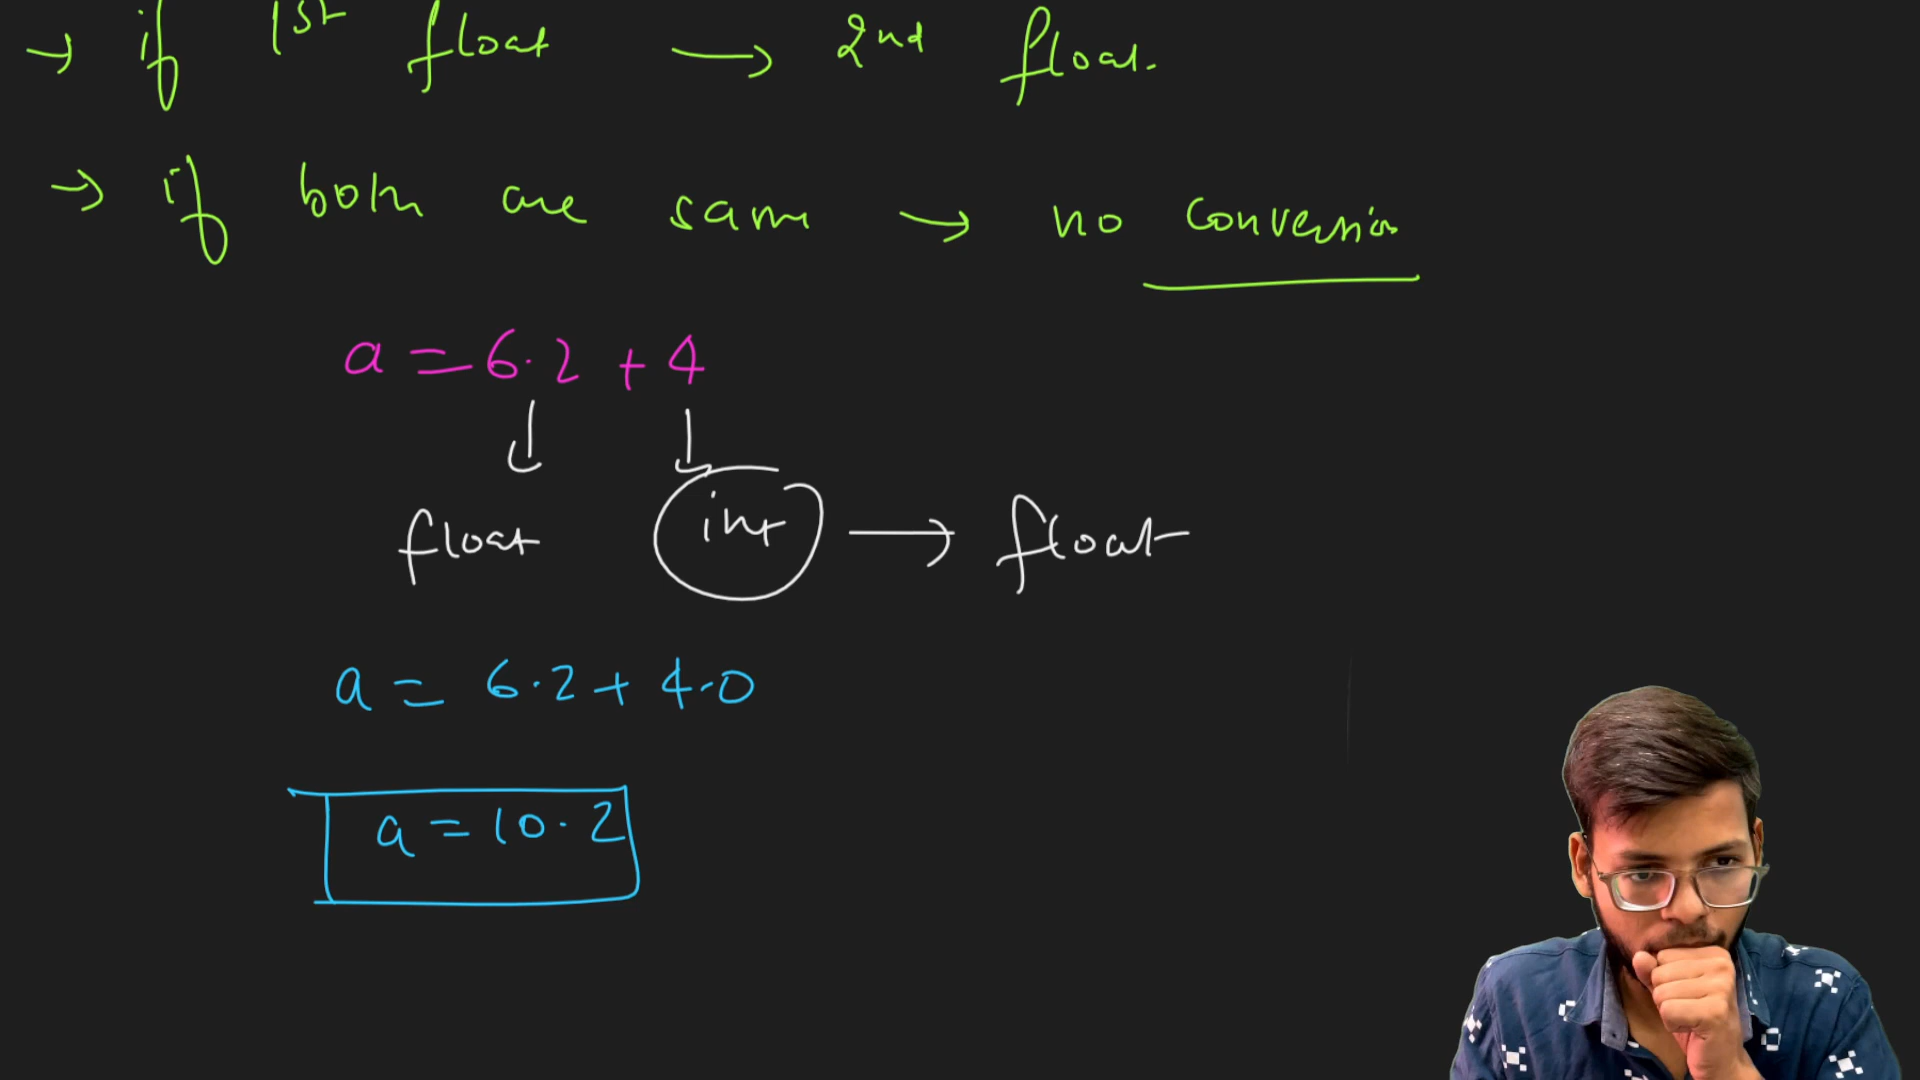 → if 1st float → 2nd float.
→ if both are same → no conversion
a = 6.2 + 4
float int → float
a = 6.2 + 4.0
a = 10.2